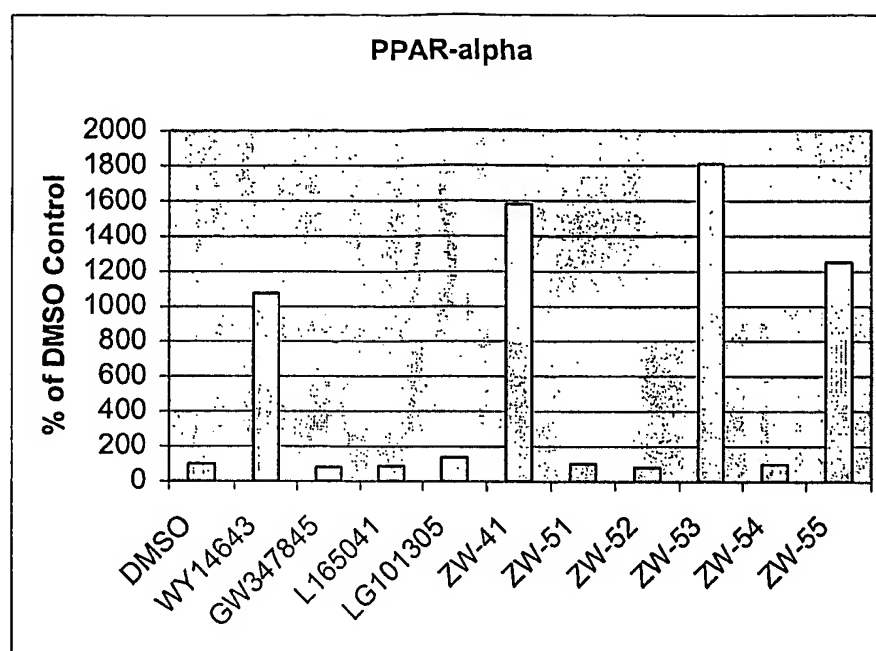 PPAR-alpha
% of DMSO Control
2000
1800
1600
1400
1200
1000
800
600
400
200
0
DMSO
WY14643
GW347845
L165041
LG101305
ZW-41
ZW-51
ZW-52
ZW-53
ZW-54
ZW-55